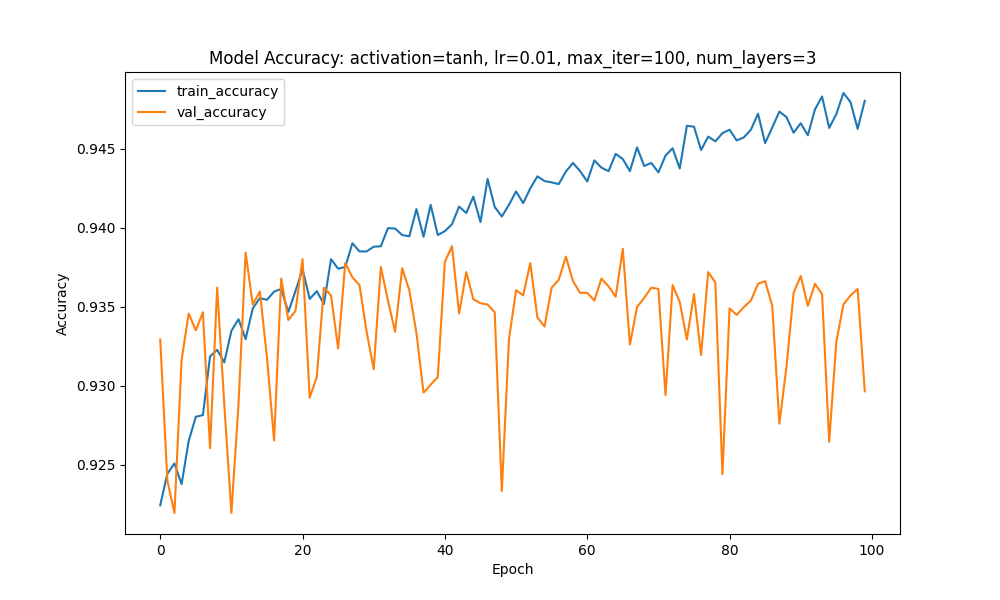 Model Accuracy: activation=tanh, lr=0.01, max_iter=100, num_layers=3
train_accuracy
val_accuracy
0.945
0.940
0.935
0.930
0.925
Accuracy
0
20
40
60
80
100
Epoch